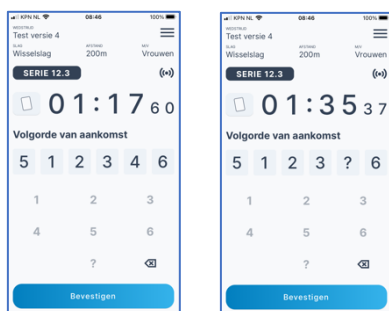 KPN NL 08:46 100%
WEDSTRIJD
Test versie 4
SLAG AFSTAND M/V
Wisselslag 200m Vrouwen
SERIE 12.3
01:17 60
Volgorde van aankomst
5 1 2 3 4 6
1 2 3
4 5 6
?
Bevestigen
KPN NL 08:46 100%
WEDSTRIJD
Test versie 4
SLAG AFSTAND M/V
Wisselslag 200m Vrouwen
SERIE 12.3
01:35 37
Volgorde van aankomst
5 1 2 3 ? 6
1 2 3
4 5 6
?
Bevestigen